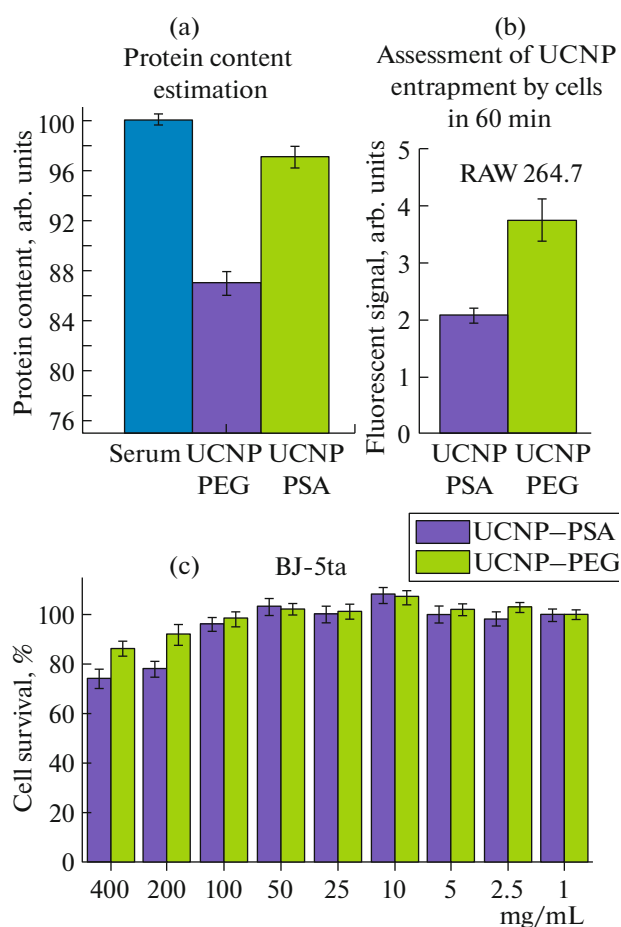 (a)
Protein content
estimation
Protein content, arb. units
100
96
92
88
84
80
76
Serum UCNP UCNP
PEG PSA
(b)
Assessment of UCNP
entrapment by cells
in 60 min
Fluorescent signal, arb. units
5
4
3
2
1
0
RAW 264.7
UCNP UCNP
PSA PEG
UCNP–PSA
UCNP–PEG
(c) BJ-5ta
Cell survival, %
100
80
60
40
20
0
400 200 100 50 25 10 5 2.5 1
mg/mL